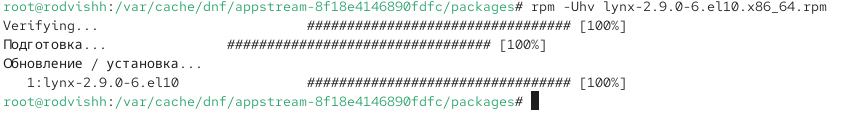 root@rodvishh:/var/cache/dnf/appstream-8f18e4146890fdfc/packages# rpm -Uhv lynx-2.9.0-6.el10.x86_64.rpm
Verifying... ################################# [100%]
Подготовка... ################################# [100%]
Обновление / установка...
1:lynx-2.9.0-6.el10 ################################# [100%]
root@rodvishh:/var/cache/dnf/appstream-8f18e4146890fdfc/packages#